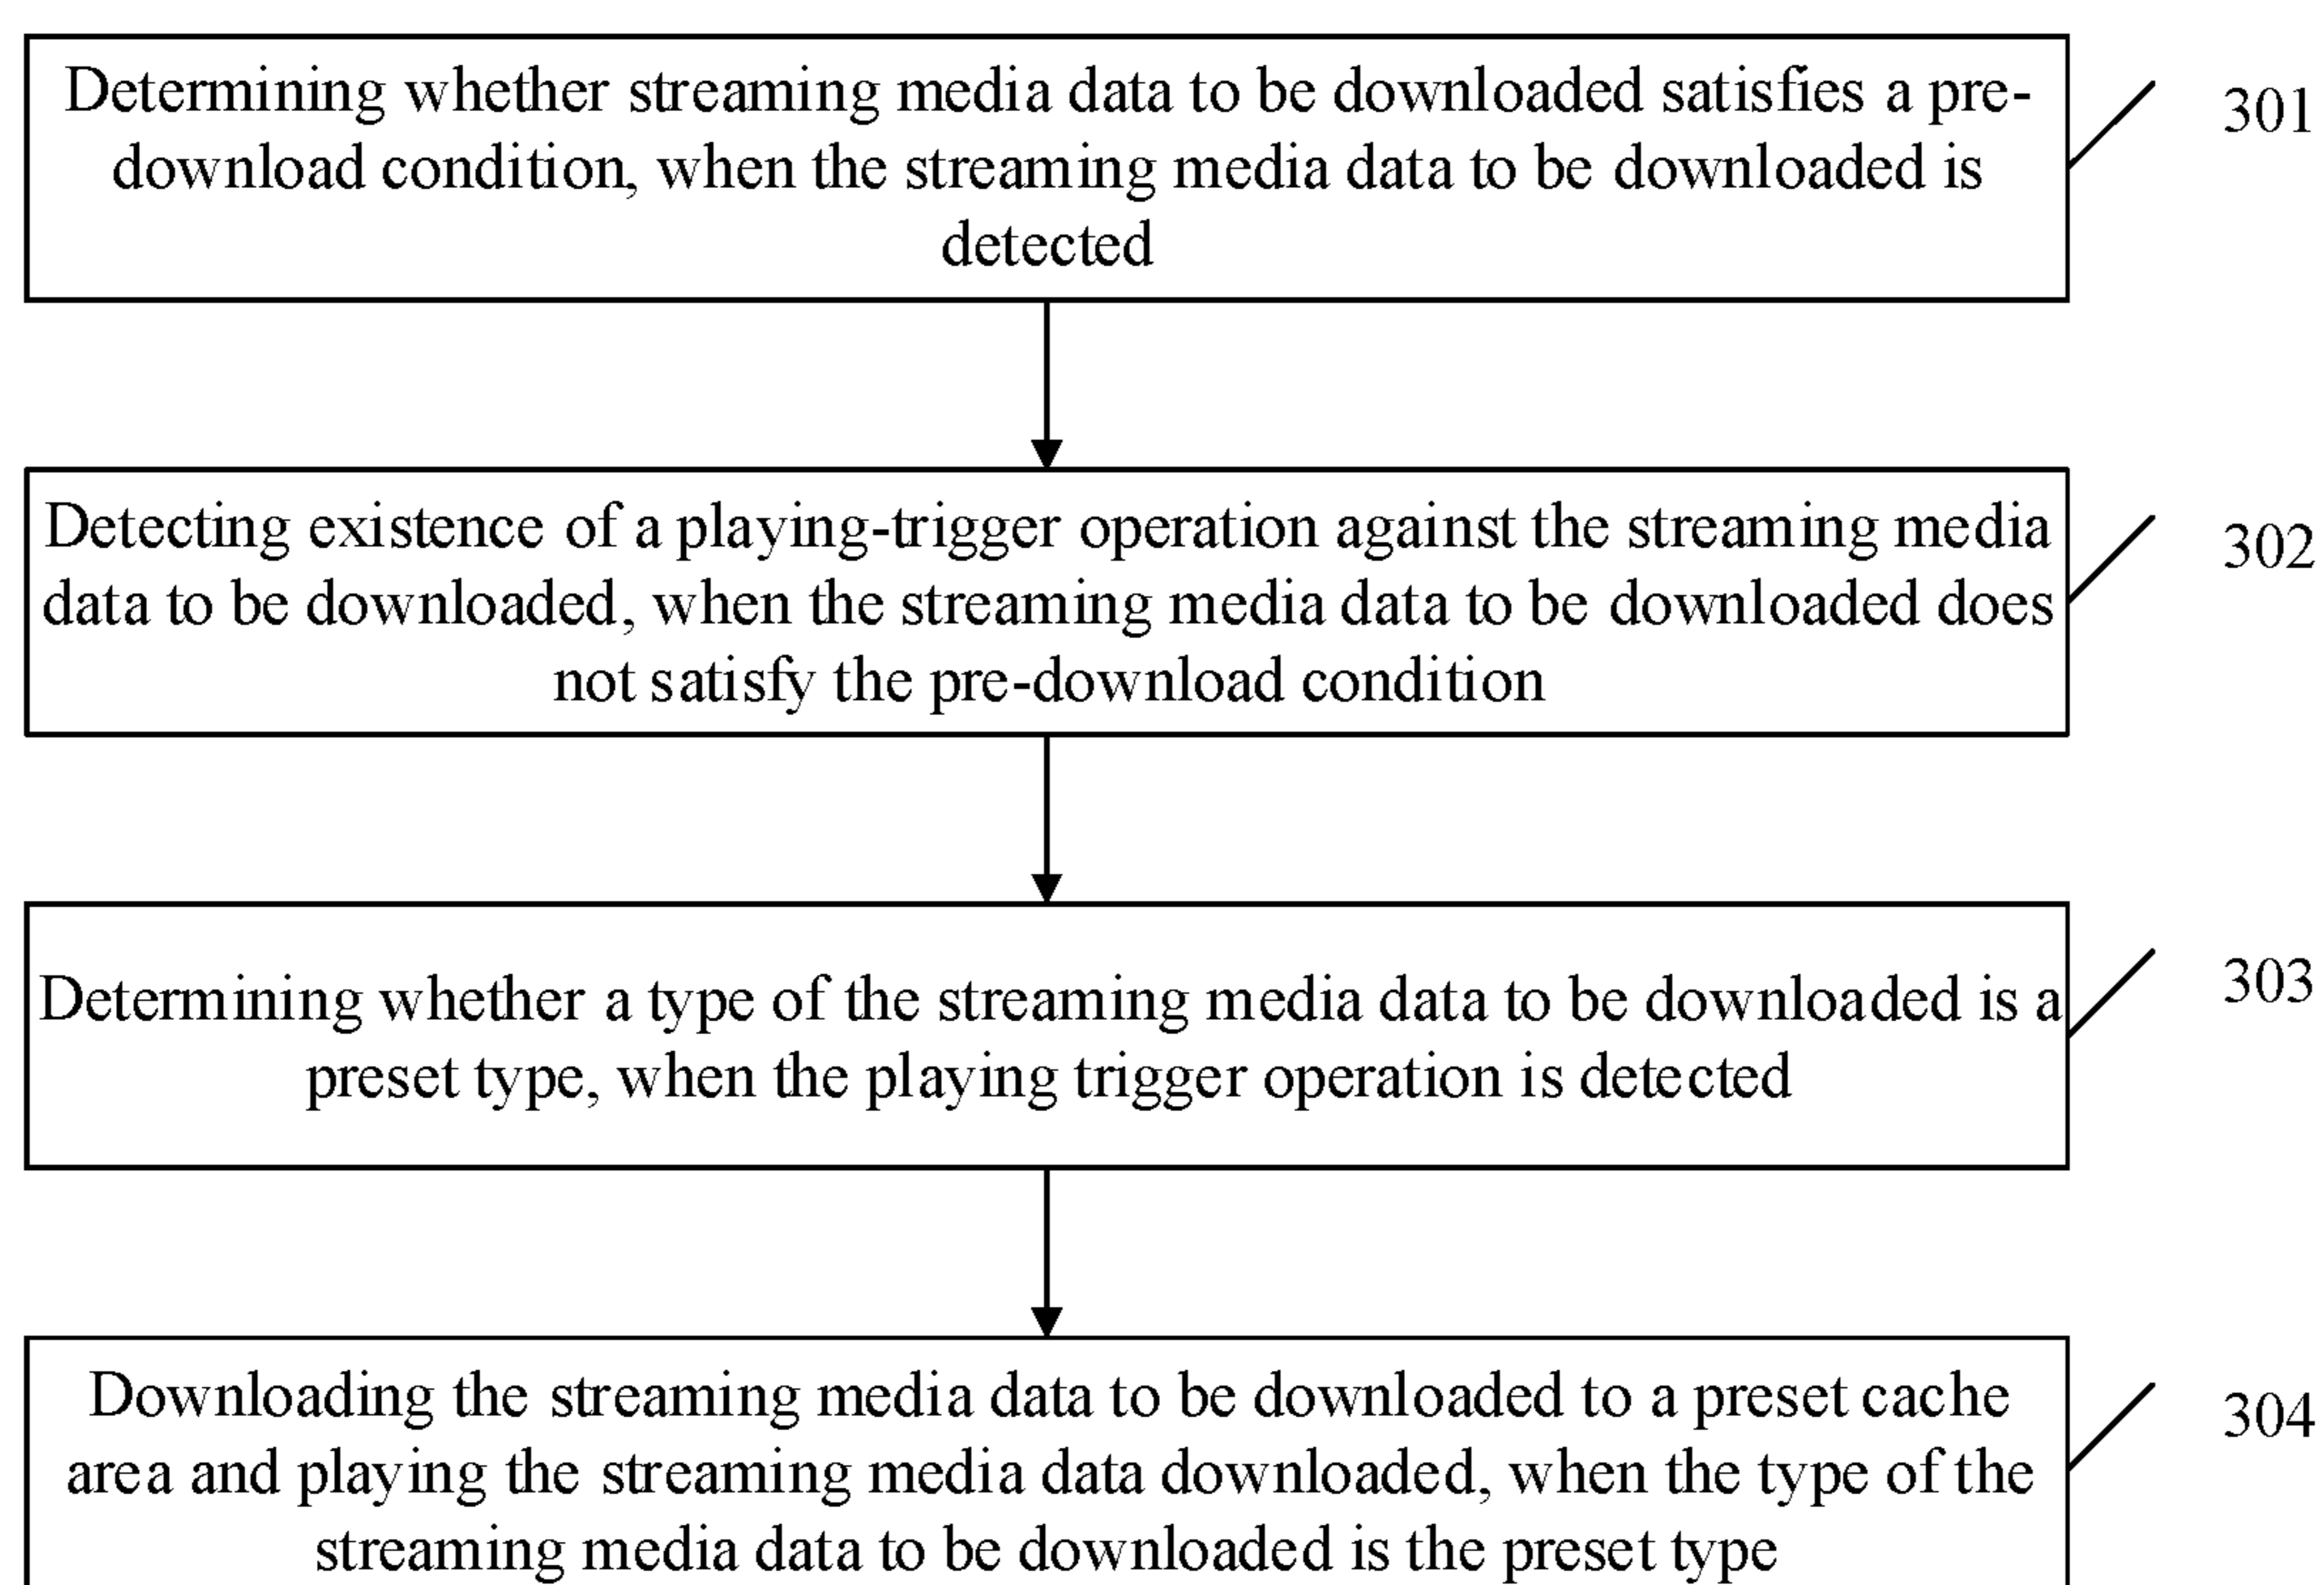 Determining whether streaming media data to be downloaded satisfies a pre-
download condition, when the streaming media data to be downloaded is
detected
301
Detecting existence of a playing-trigger operation against the streaming media
data to be downloaded, when the streaming media data to be downloaded does
not satisfy the pre-download condition
302
Determining whether a type of the streaming media data to be downloaded is a
preset type, when the playing trigger operation is detected
303
Downloading the streaming media data to be downloaded to a preset cache
area and playing the streaming media data downloaded, when the type of the
streaming media data to be downloaded is the preset type
304